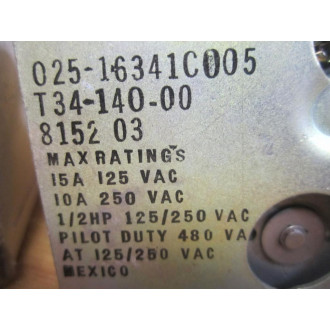 025-16341C005
T34-140-00
8152 03
MAX RATINGS
15A 125 VAC
10A 250 VAC
1/2HP 125/250 VAC
PILOT DUTY 480 VA
AT 125/250 VAC
MEXICO